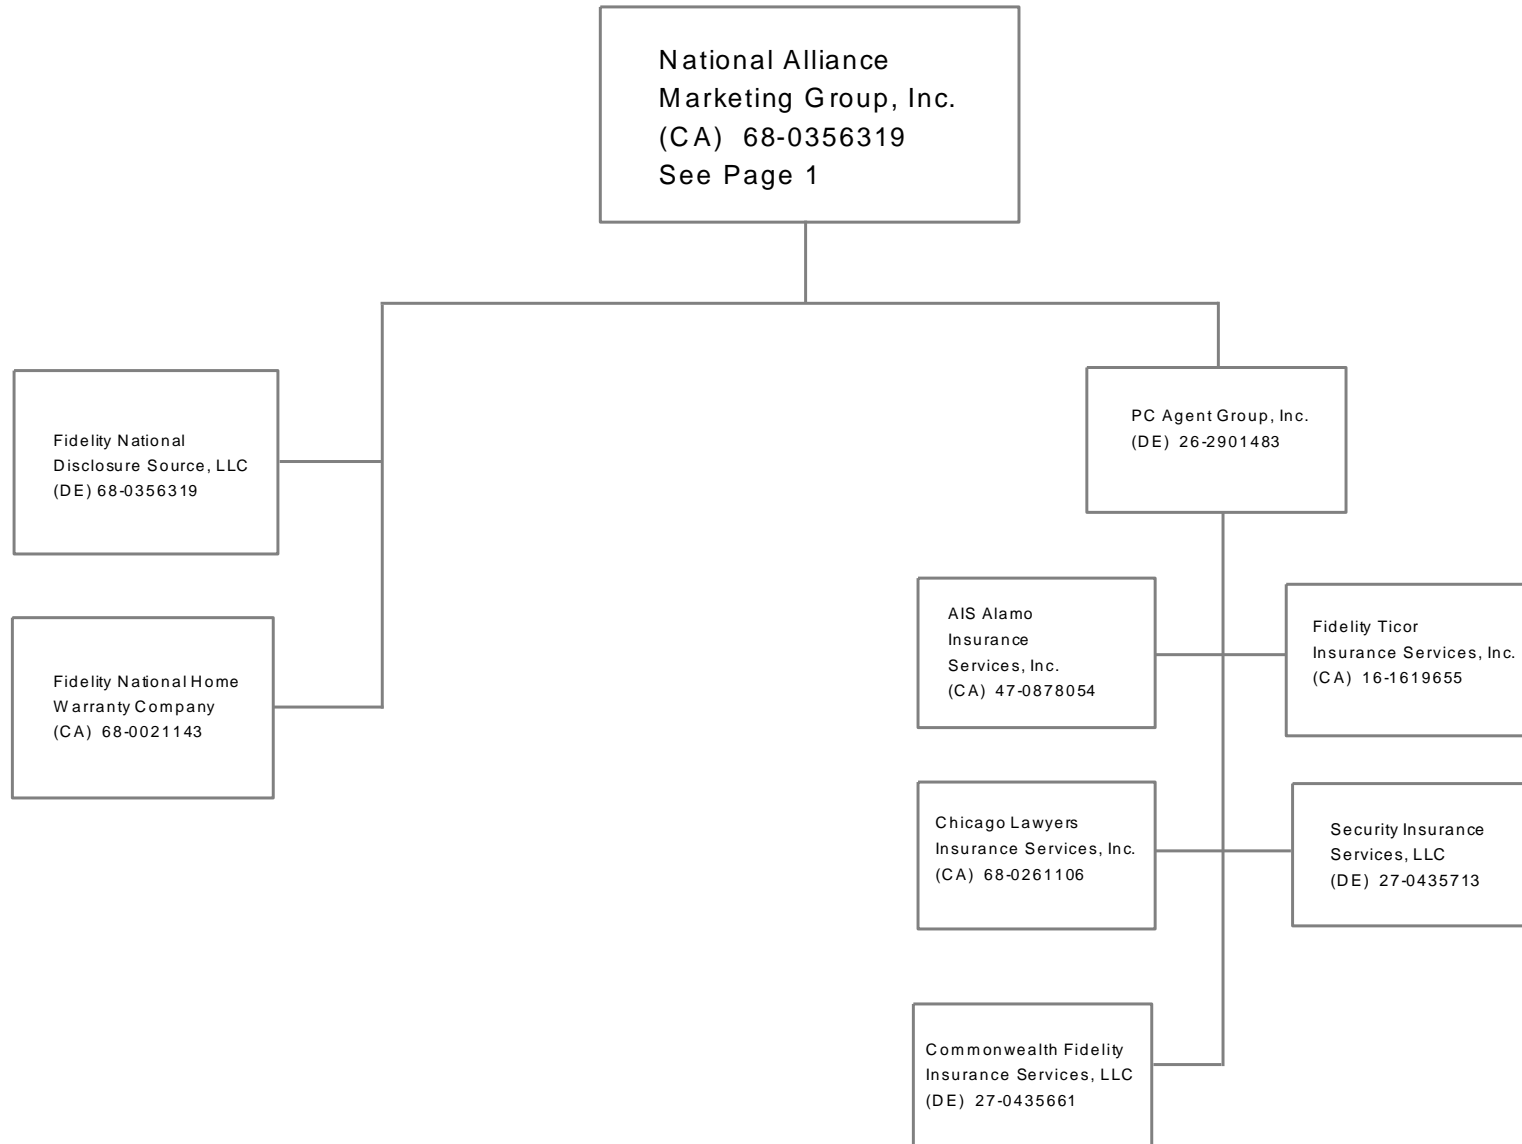 National Alliance
Marketing Group, Inc.
(CA) 68-0356319
See Page 1
Fidelity National
Disclosure Source, LLC
(DE) 68-0356319
Fidelity National Home
Warranty Company
(CA) 68-0021143
PC Agent Group, Inc.
(DE) 26-2901483
AIS Alamo
Insurance
Services, Inc.
(CA) 47-0878054
Fidelity Ticor
Insurance Services, Inc.
(CA) 16-1619655
Chicago Lawyers
Insurance Services, Inc.
(CA) 68-0261106
Security Insurance
Services, LLC
(DE) 27-0435713
Commonwealth Fidelity
Insurance Services, LLC
(DE) 27-0435661